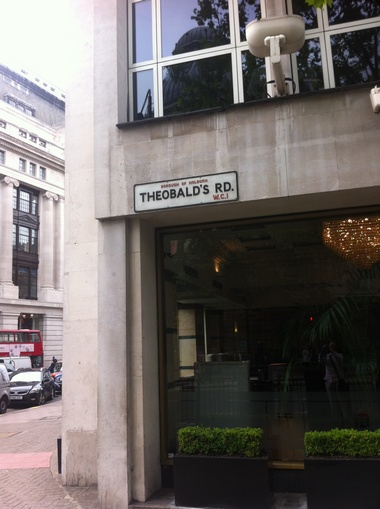 BOROUGH OF HOLBORN
THEOBALD'S RD.
W.C.1